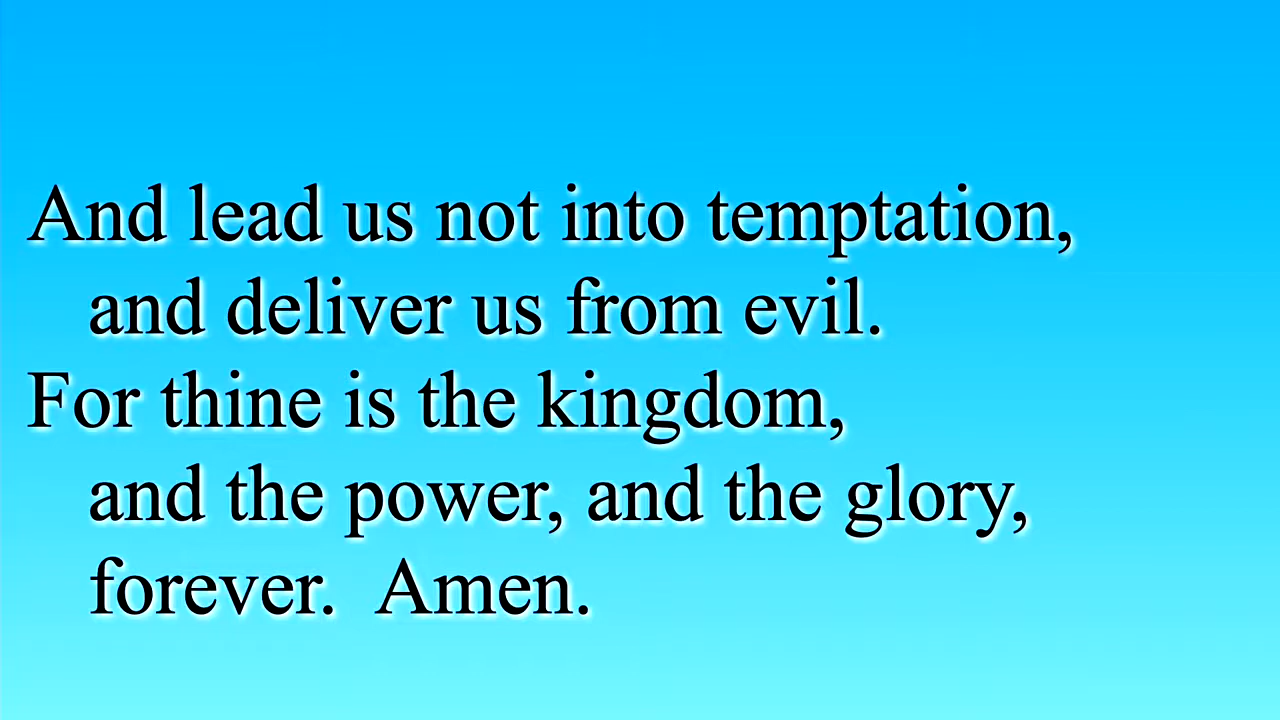 And lead us not into temptation,
and deliver us from evil.
For thine is the kingdom,
and the power, and the glory,
forever.  Amen.